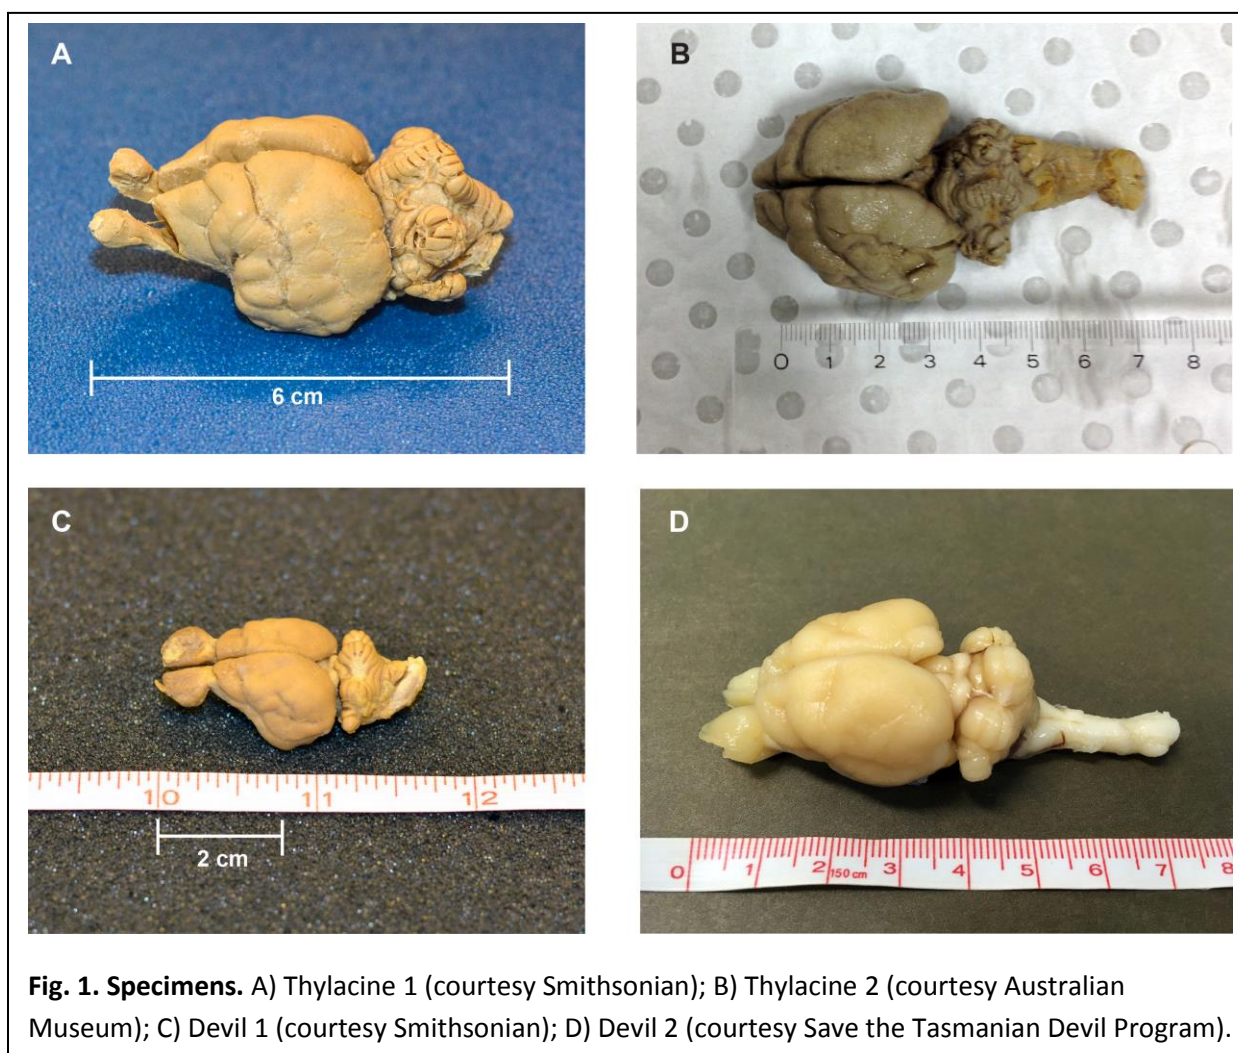 A
6 cm
B
0 1 2 3 4 5 6 7 8
C
10 11 12
2 cm
D
0 1 2 150 cm 3 4 5 6 7 8
Fig. 1. Specimens. A) Thylacine 1 (courtesy Smithsonian); B) Thylacine 2 (courtesy Australian
Museum); C) Devil 1 (courtesy Smithsonian); D) Devil 2 (courtesy Save the Tasmanian Devil Program).